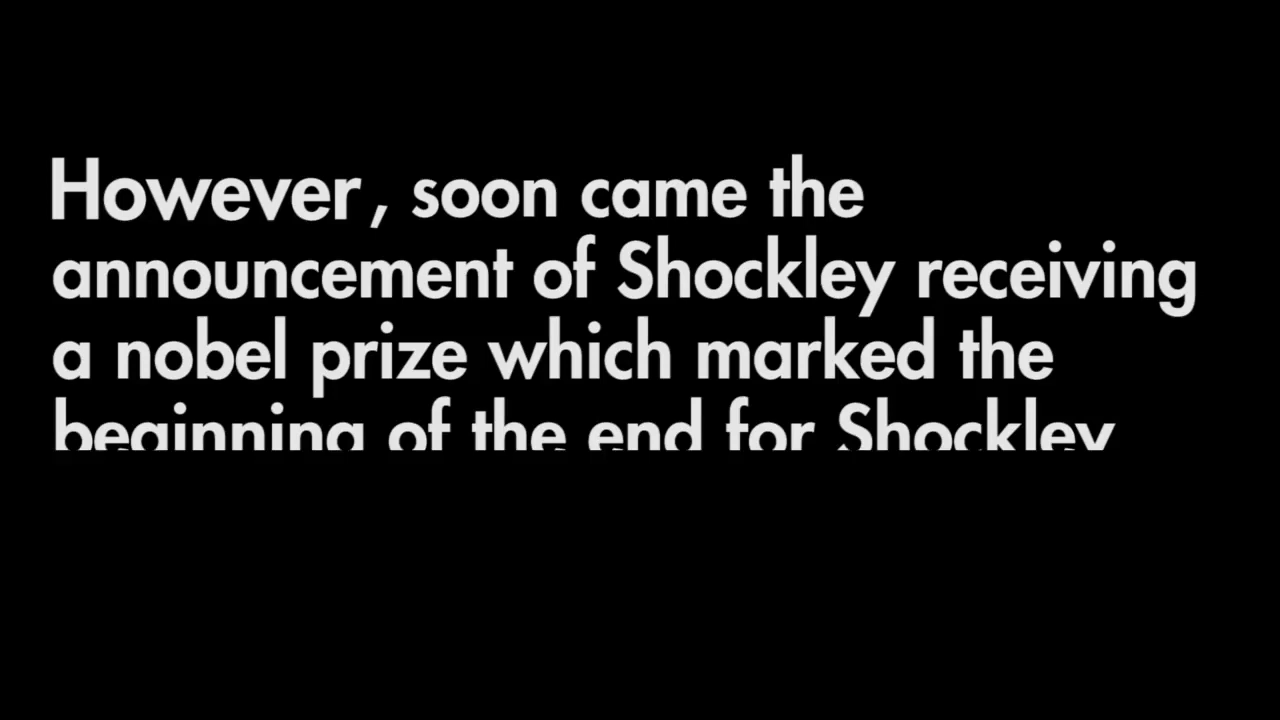 However, soon came the
announcement of Shockley receiving
a nobel prize which marked the
beginning of the end for Shockley